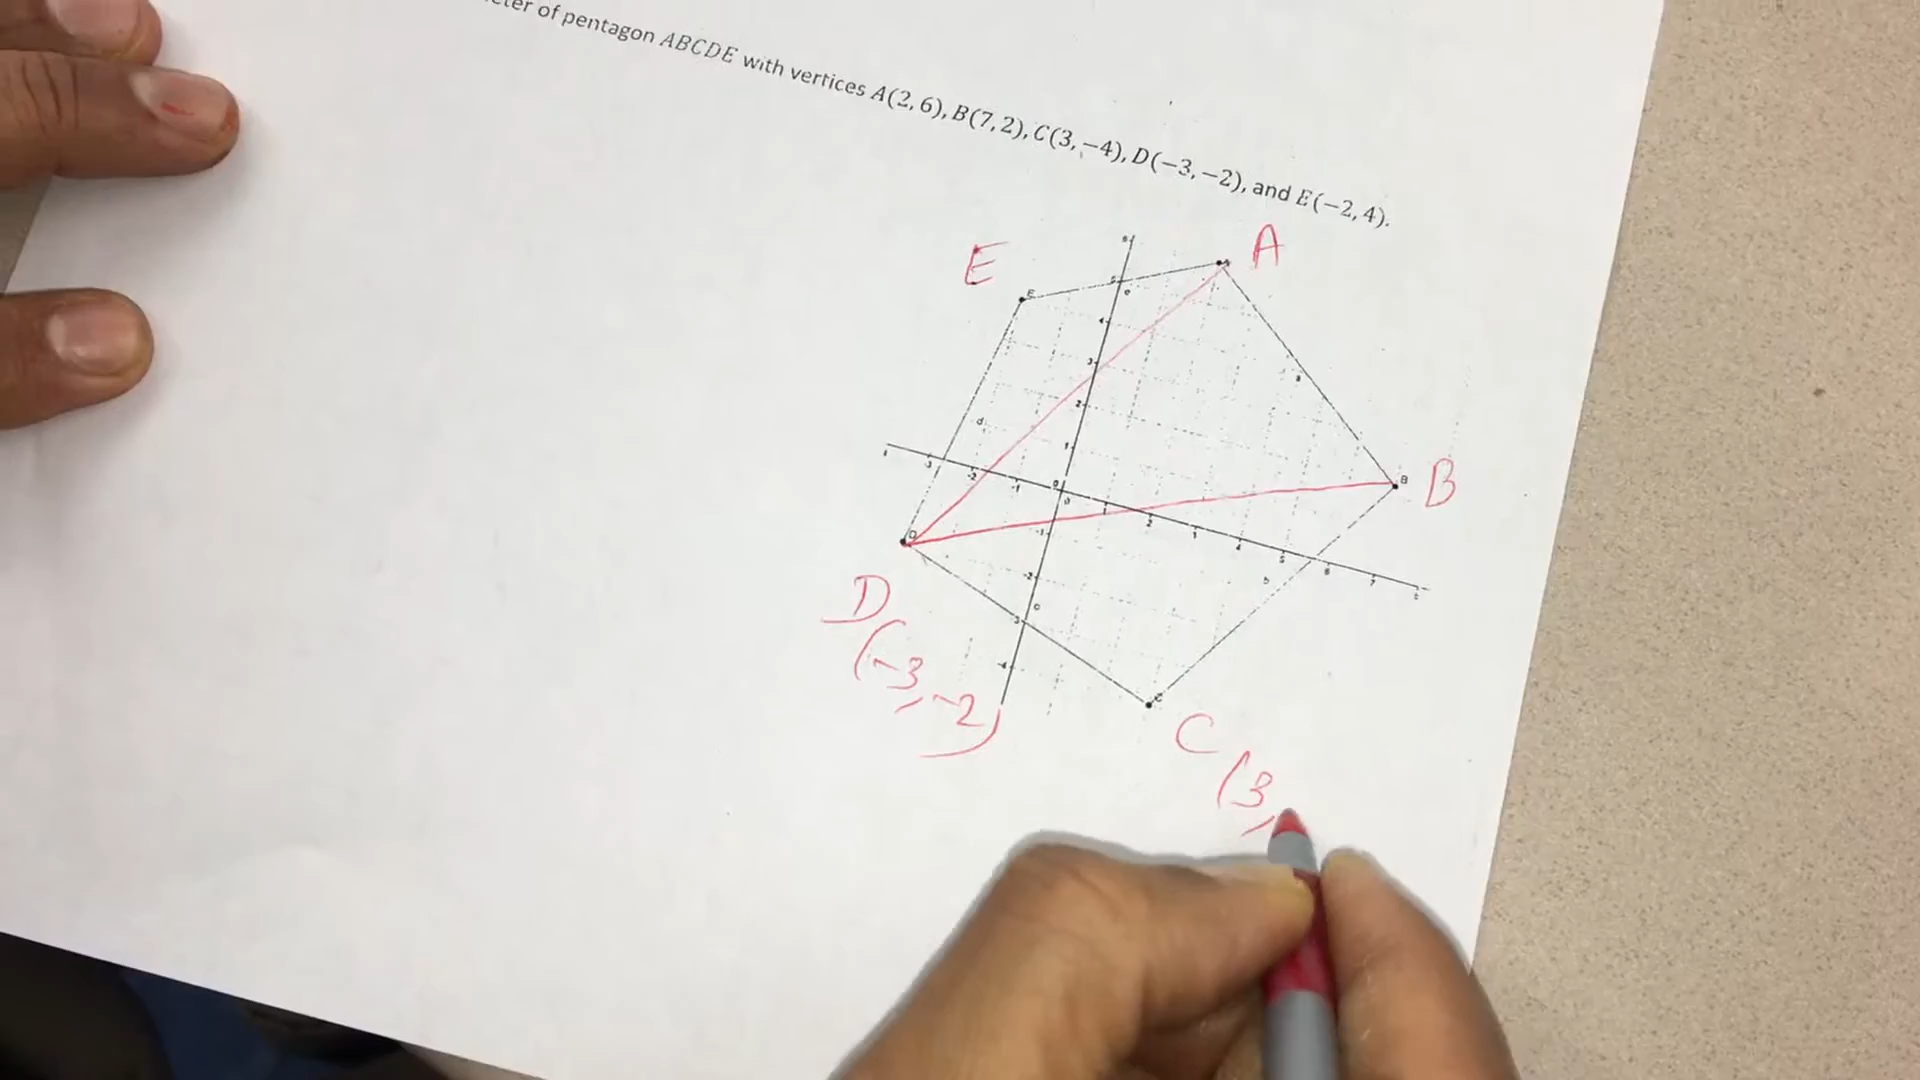 of pentagon ABCDE with vertices A(2, 6), B(7, 2), C(3, −4), D(−3, −2), and E(−2, 4).
E
A
B
D
(-3, -2)
C
(3,